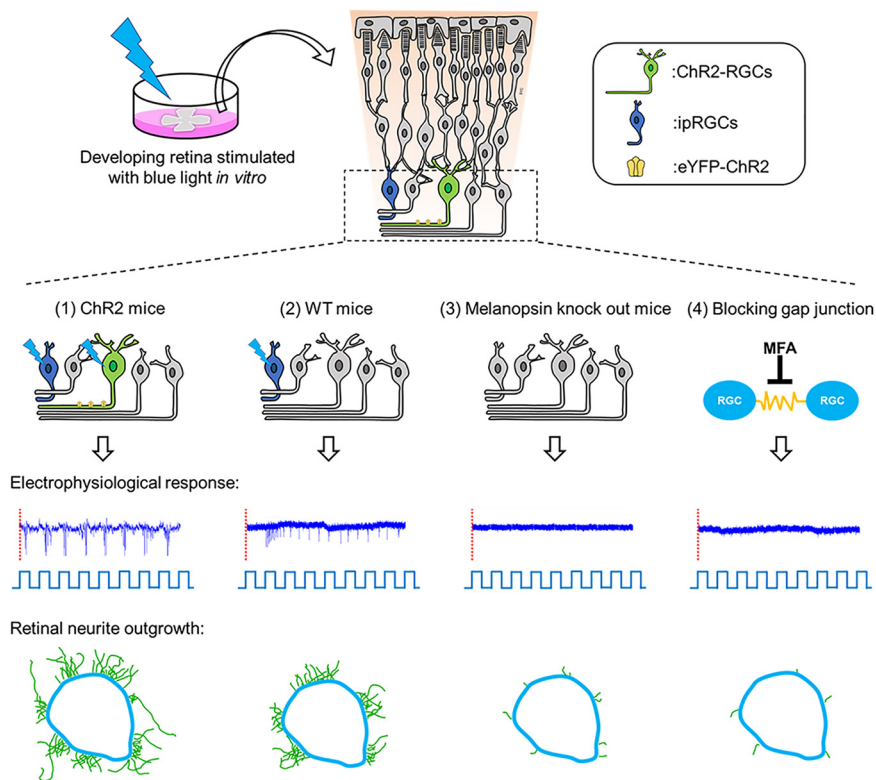 Developing retina stimulated
with blue light in vitro
:ChR2-RGCs
:ipRGCs
:eYFP-ChR2
(1) ChR2 mice
(2) WT mice
(3) Melanopsin knock out mice
(4) Blocking gap junction
MFA
RGC
RGC
Electrophysiological response:
Retinal neurite outgrowth: